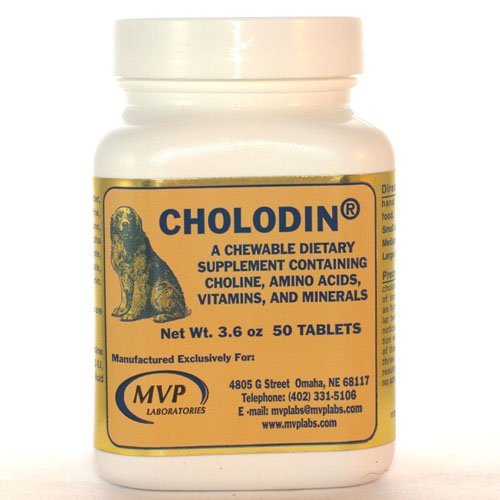 CHOLODIN®
A CHEWABLE DIETARY
SUPPLEMENT CONTAINING
CHOLINE, AMINO ACIDS,
VITAMINS, AND MINERALS
Net Wt. 3.6 oz 50 TABLETS
Manufactured Exclusively For:
MVP
LABORATORIES
4805 G Street Omaha, NE 68117
Telephone: (402) 331-5106
E -mail: mvplabs@mvplabs.com
www.mvplabs.com
food.